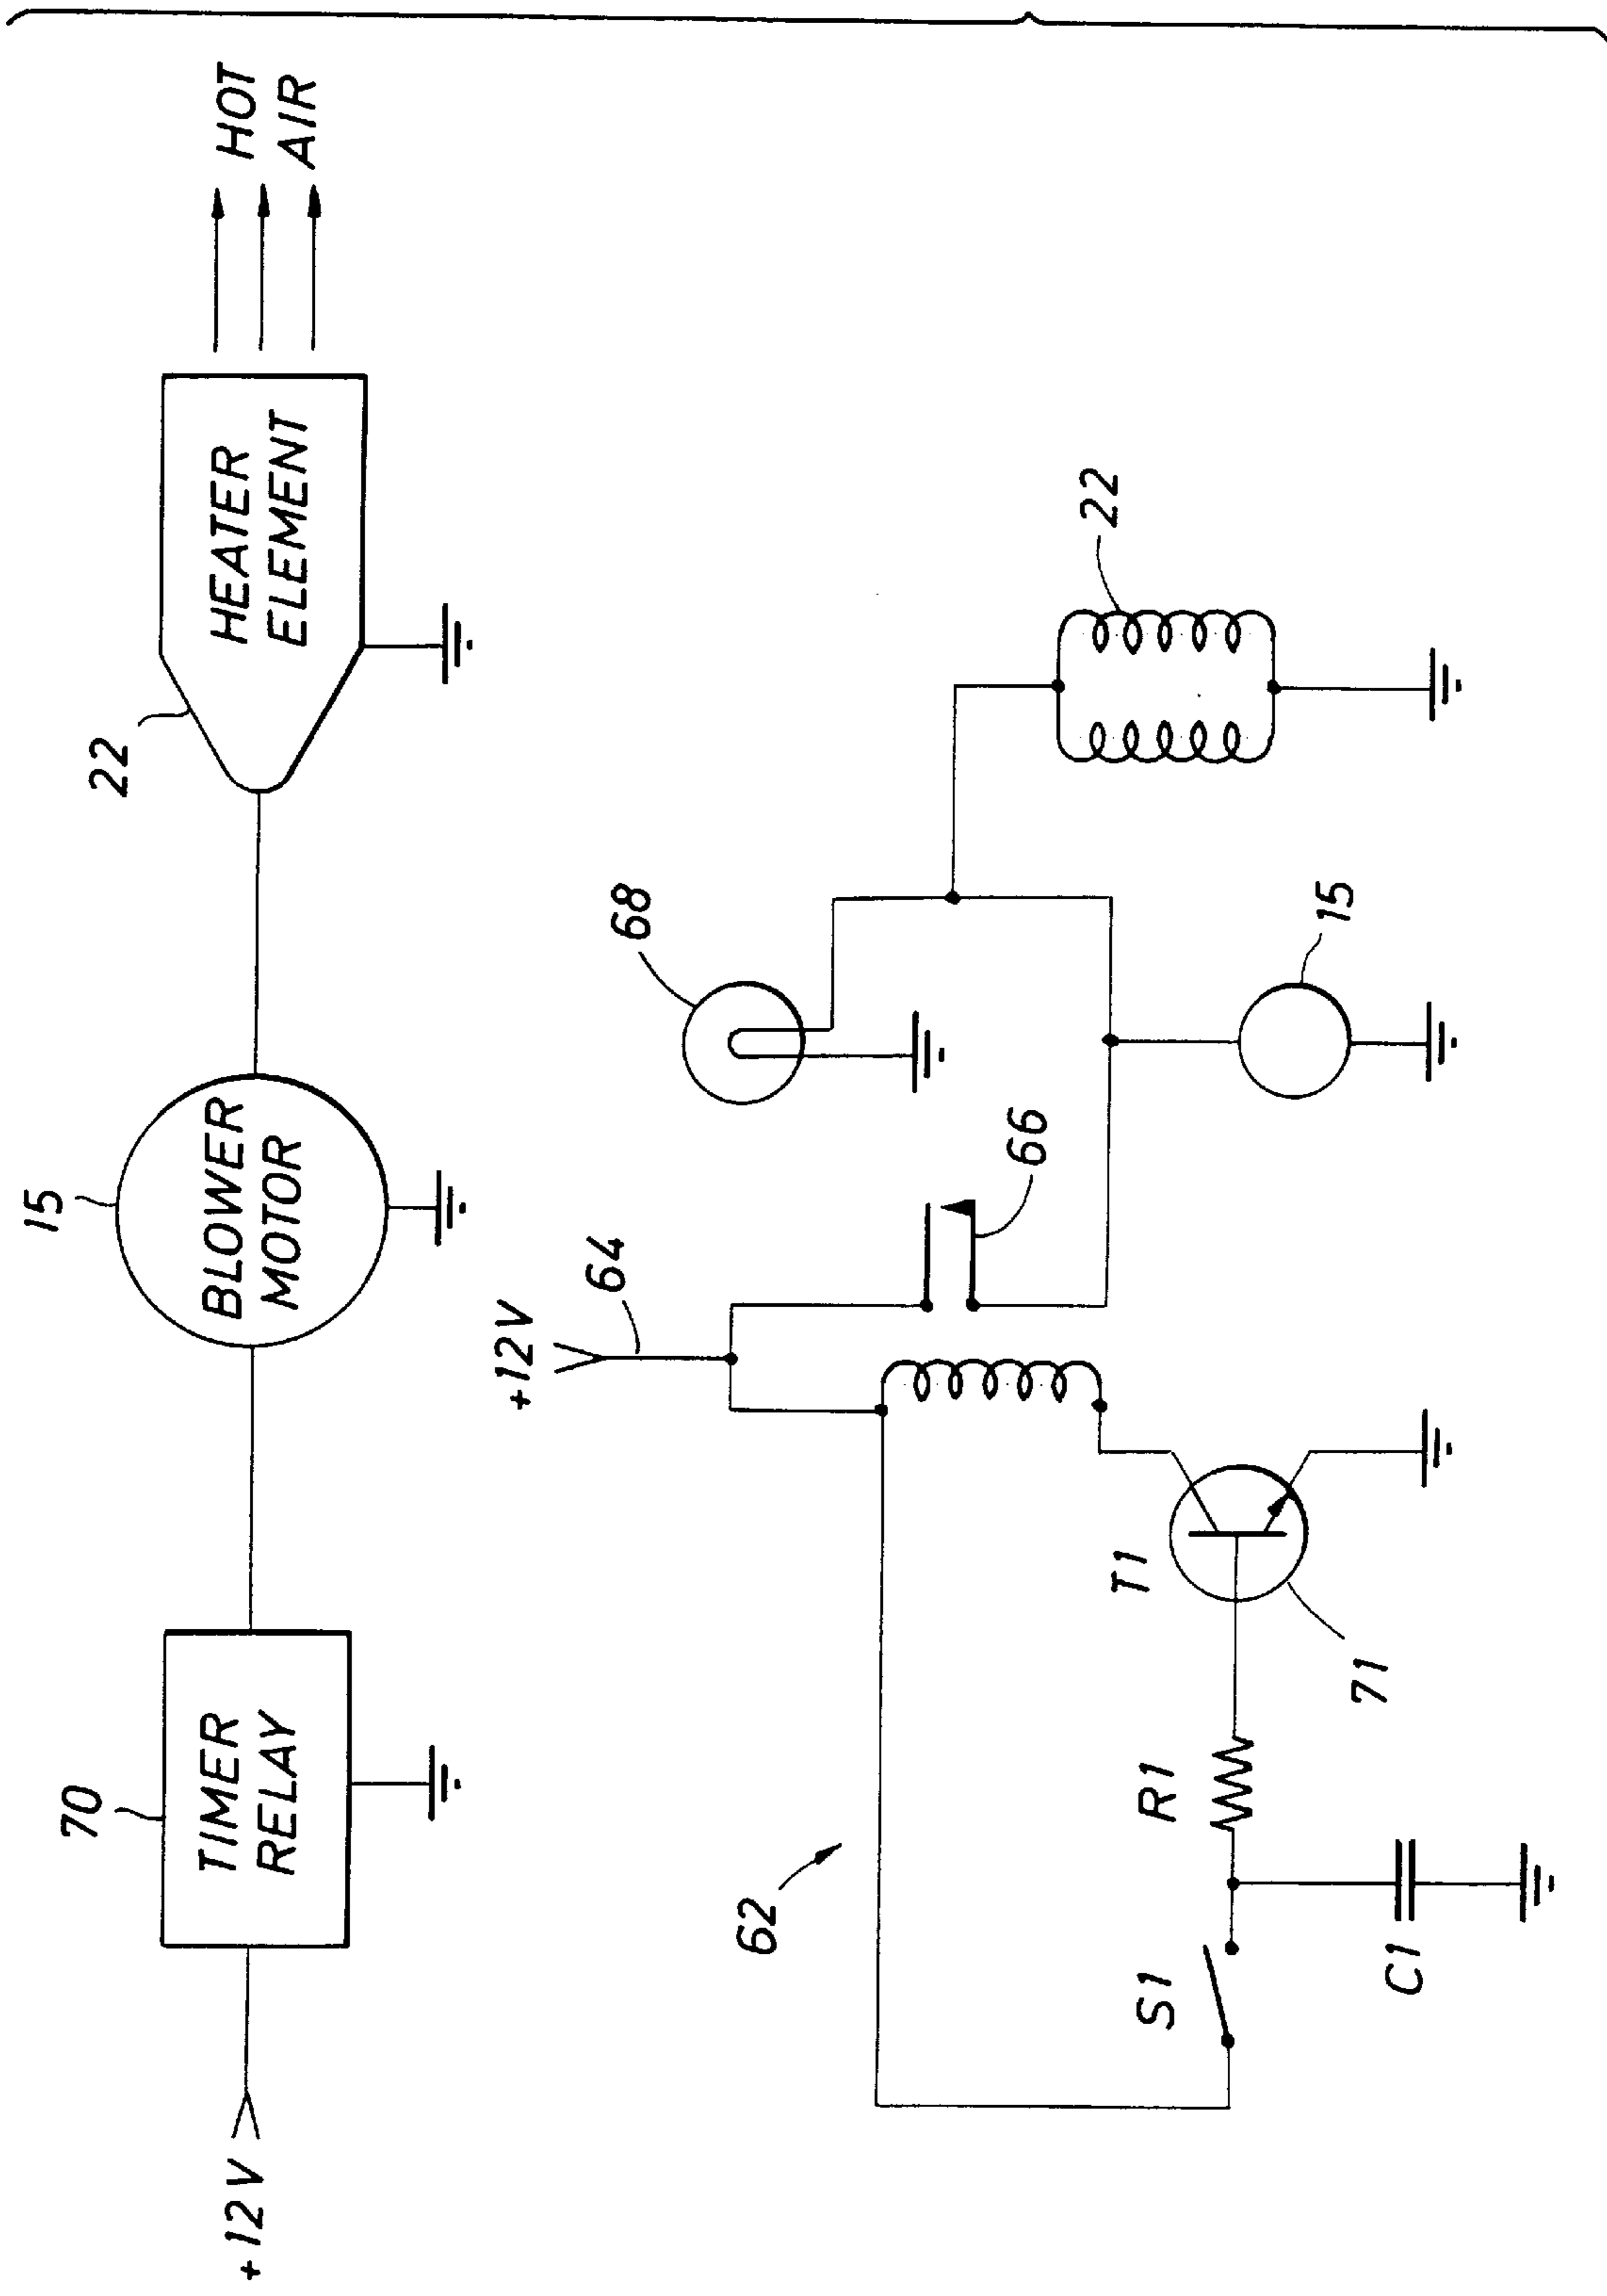 +12V
70
TIMER
RELAY
15
BLOWER
MOTOR
22
HEATER
ELEMENT
HOT
AIR
62
+12V
64
66
68
22
15
S1
C1
R1
T1
71